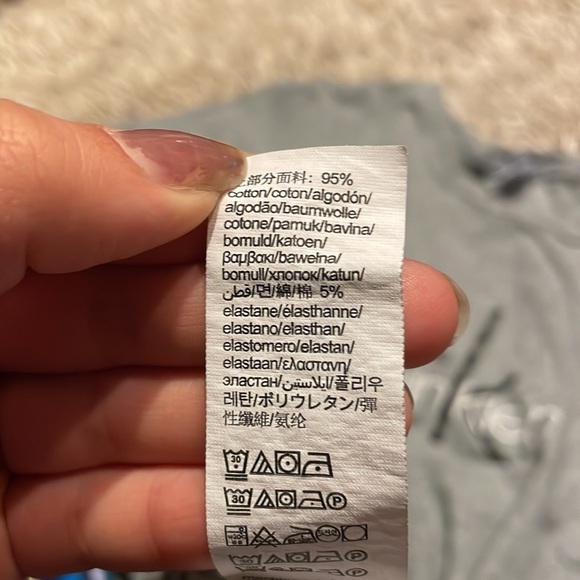 部分面料: 95%
cotton/coton/algodón/
algodão/baumwolle/
cotone/pamuk/bavlna/
bomuld/katoen/
βαμβακι/bawełna/
bomull/хлопок/katun/
قطن/면/綿/棉 5%
elastane/élasthanne/
elastano/elasthan/
elastomero/elastan/
elastaan/ελαστανη/
эластан/ايلاستين/폴리우
레탄/ポリウレタン/彈
性纖維/氨纶
30
30 P